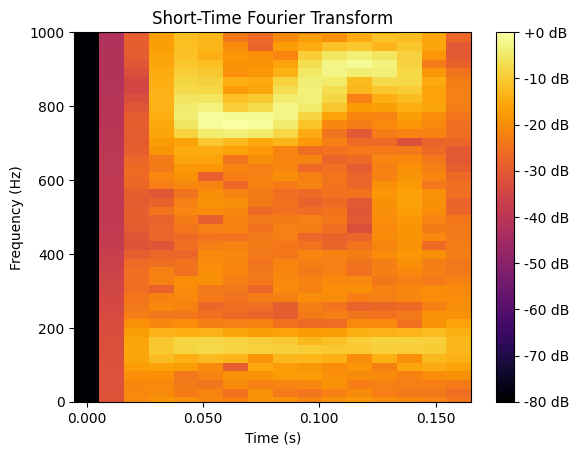 Short-Time Fourier Transform
1000
800
600
400
200
0
Frequency (Hz)
0.000
0.050
0.100
0.150
Time (s)
+0 dB
-10 dB
-20 dB
-30 dB
-40 dB
-50 dB
-60 dB
-70 dB
-80 dB